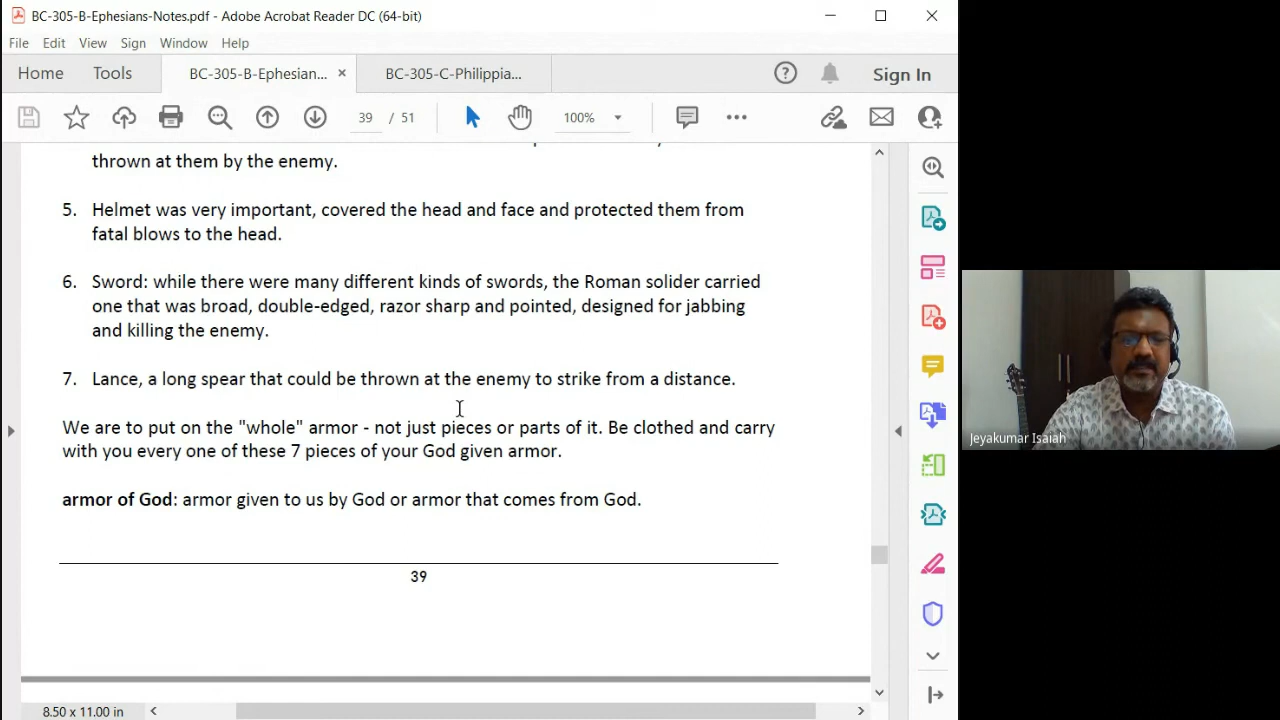 BC-305-B-Ephesians-Notes.pdf - Adobe Acrobat Reader DC (64-bit)
File Edit View Sign Window Help
Home Tools BC-305-B-Ephesian... BC-305-C-Philippia... Sign In
39 / 51 100%
thrown at them by the enemy.
5. Helmet was very important, covered the head and face and protected them from
fatal blows to the head.
6. Sword: while there were many different kinds of swords, the Roman solider carried
one that was broad, double-edged, razor sharp and pointed, designed for jabbing
and killing the enemy.
7. Lance, a long spear that could be thrown at the enemy to strike from a distance.
We are to put on the "whole" armor - not just pieces or parts of it. Be clothed and carry
with you every one of these 7 pieces of your God given armor.
armor of God: armor given to us by God or armor that comes from God.
39
8.50 x 11.00 in
Jeyakumar Isaiah